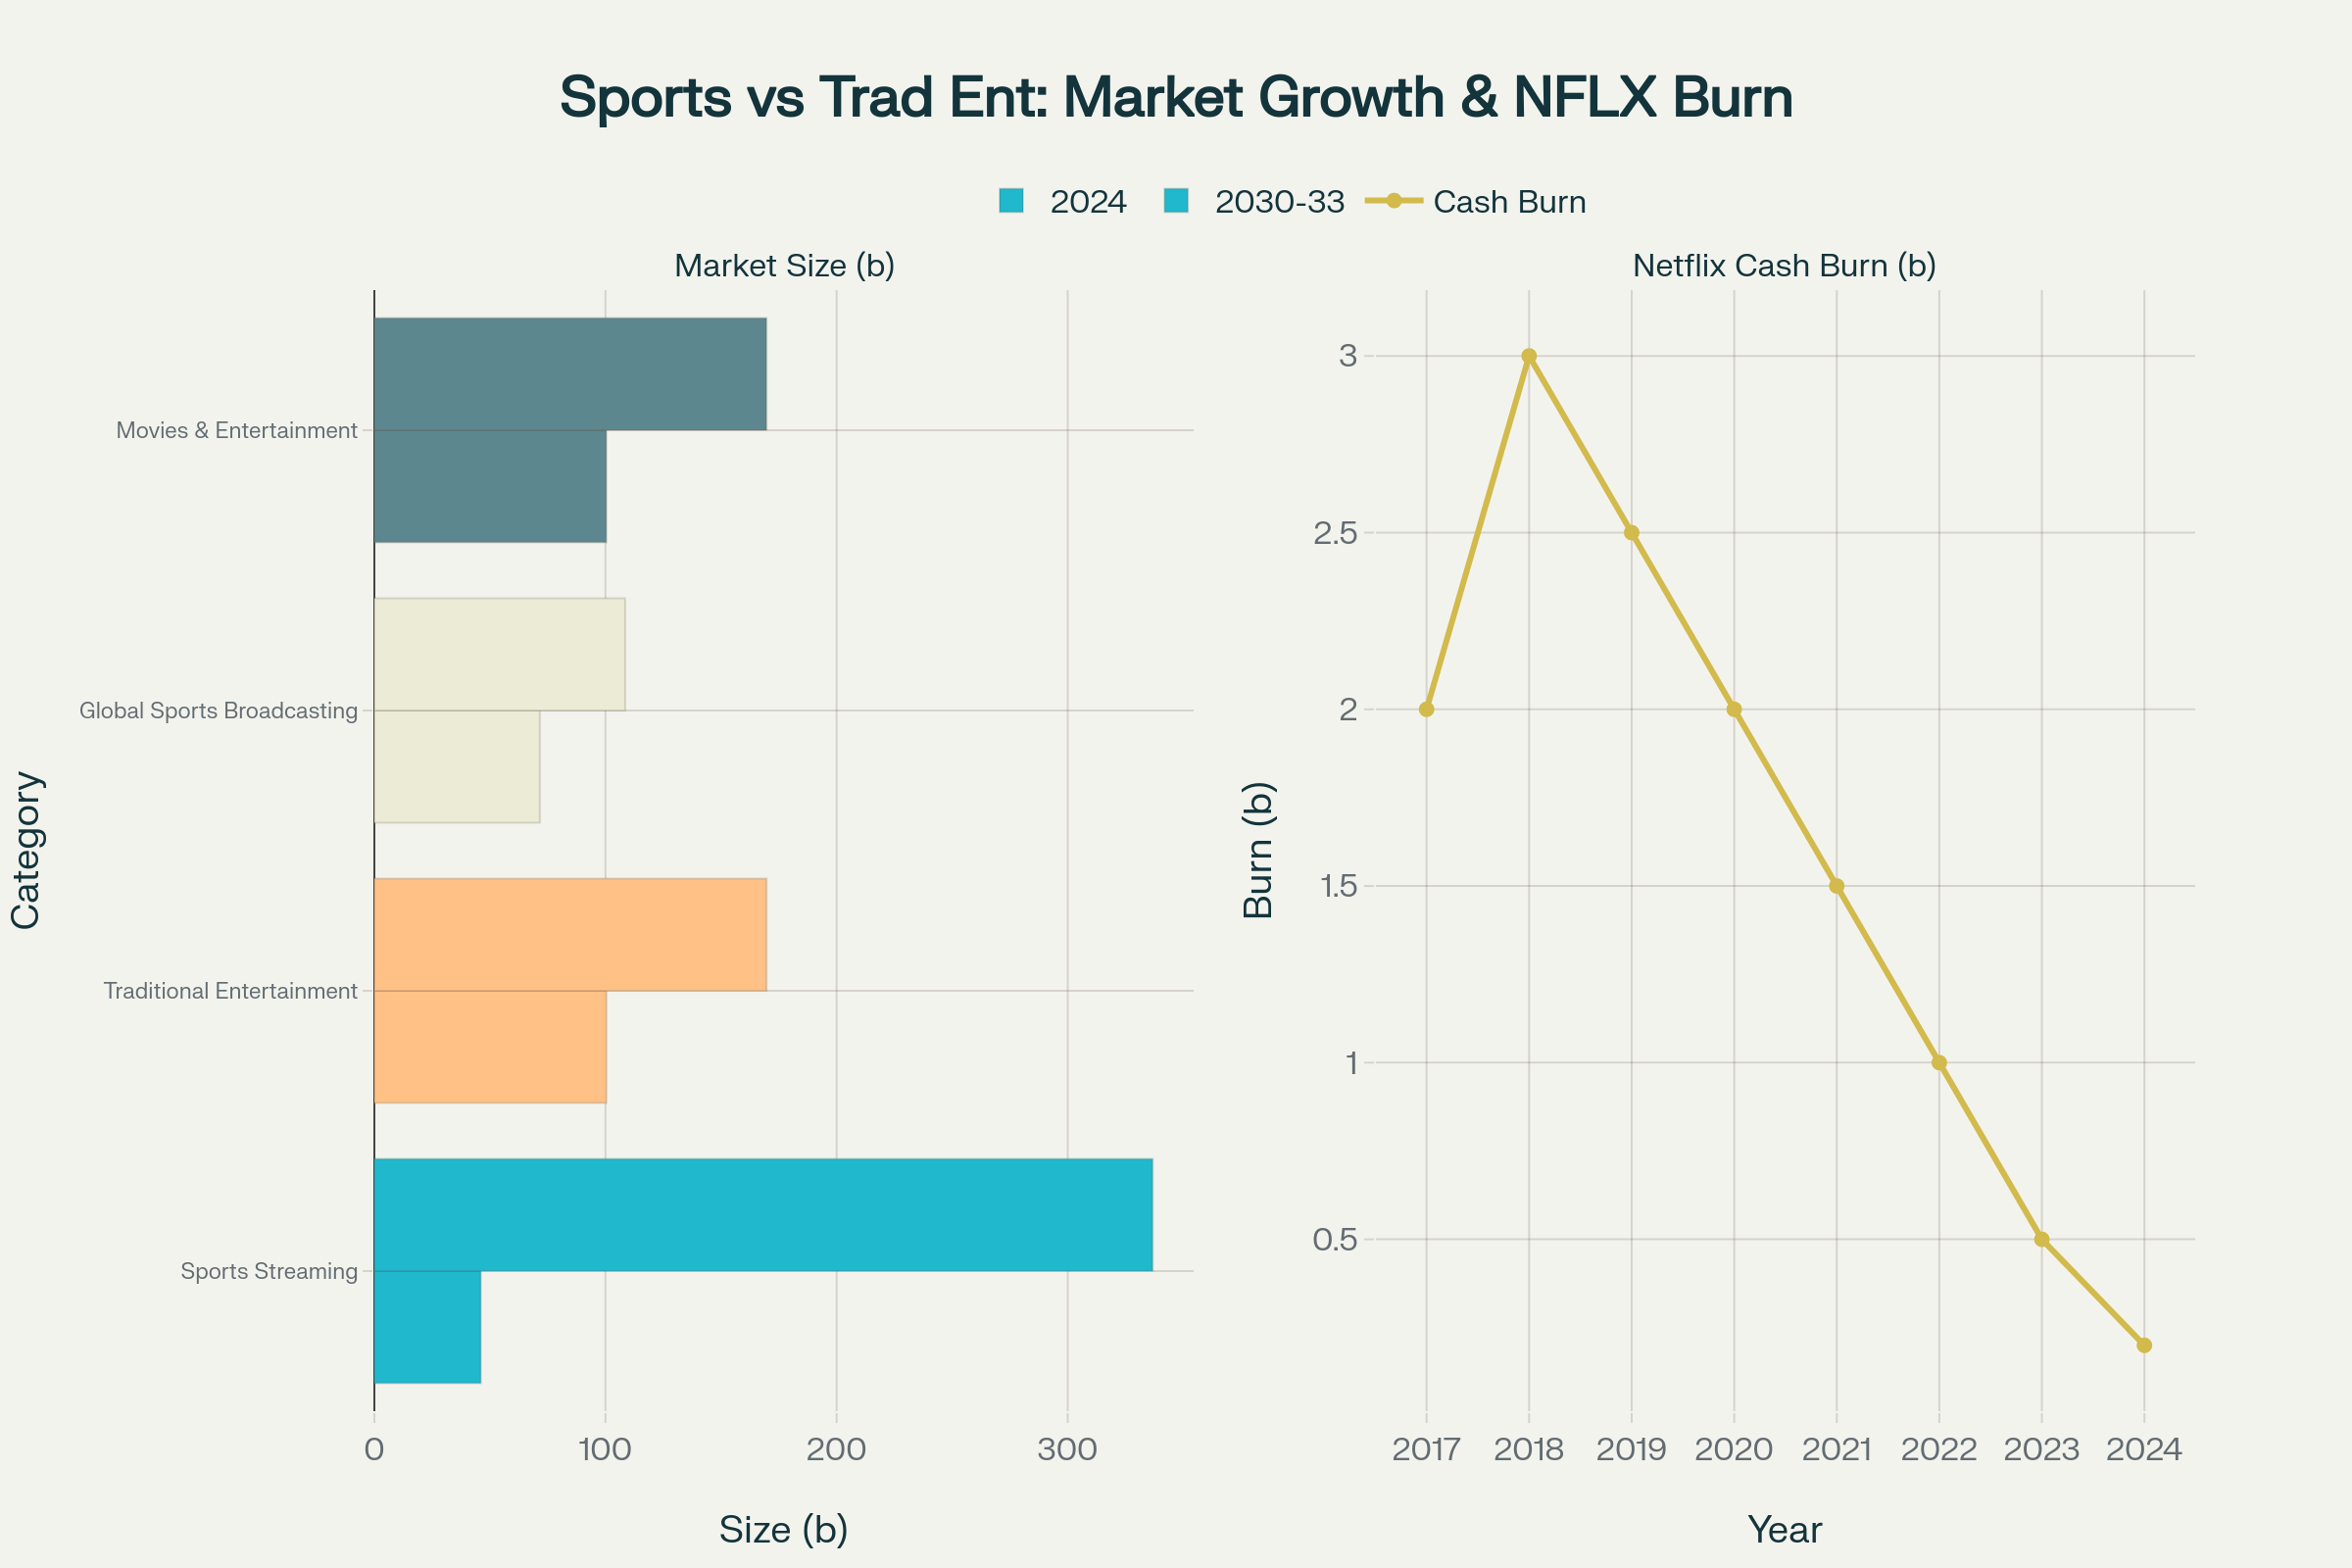 Sports vs Trad Ent: Market Growth & NFLX Burn
2024 2030-33 Cash Burn
Market Size (b)
Category
Movies & Entertainment
Global Sports Broadcasting
Traditional Entertainment
Sports Streaming
0 100 200 300
Size (b)
Netflix Cash Burn (b)
Burn (b)
3
2.5
2
1.5
1
0.5
2017 2018 2019 2020 2021 2022 2023 2024
Year